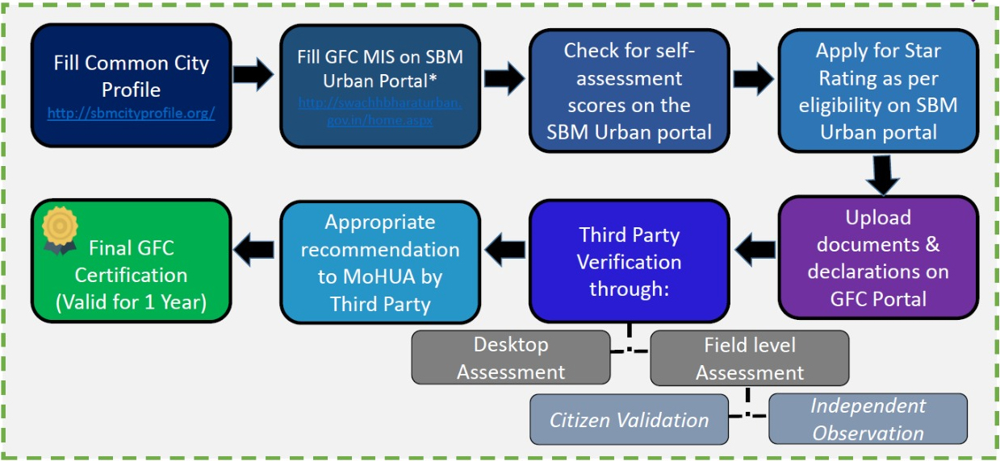 Fill Common City
Profile
http://sbmcityprofile.org/
Fill GFC MIS on SBM
Urban Portal*
http://swachhbharaturban.
gov.in/home.aspx
Check for self-
assessment
scores on the
SBM Urban portal
Apply for Star
Rating as per
eligibility on SBM
Urban portal
Upload
documents &
declarations on
GFC Portal
Third Party
Verification
through:
Desktop
Assessment
Field level
Assessment
Citizen Validation
Independent
Observation
Appropriate
recommendation
to MoHUA by
Third Party
Final GFC
Certification
(Valid for 1 Year)